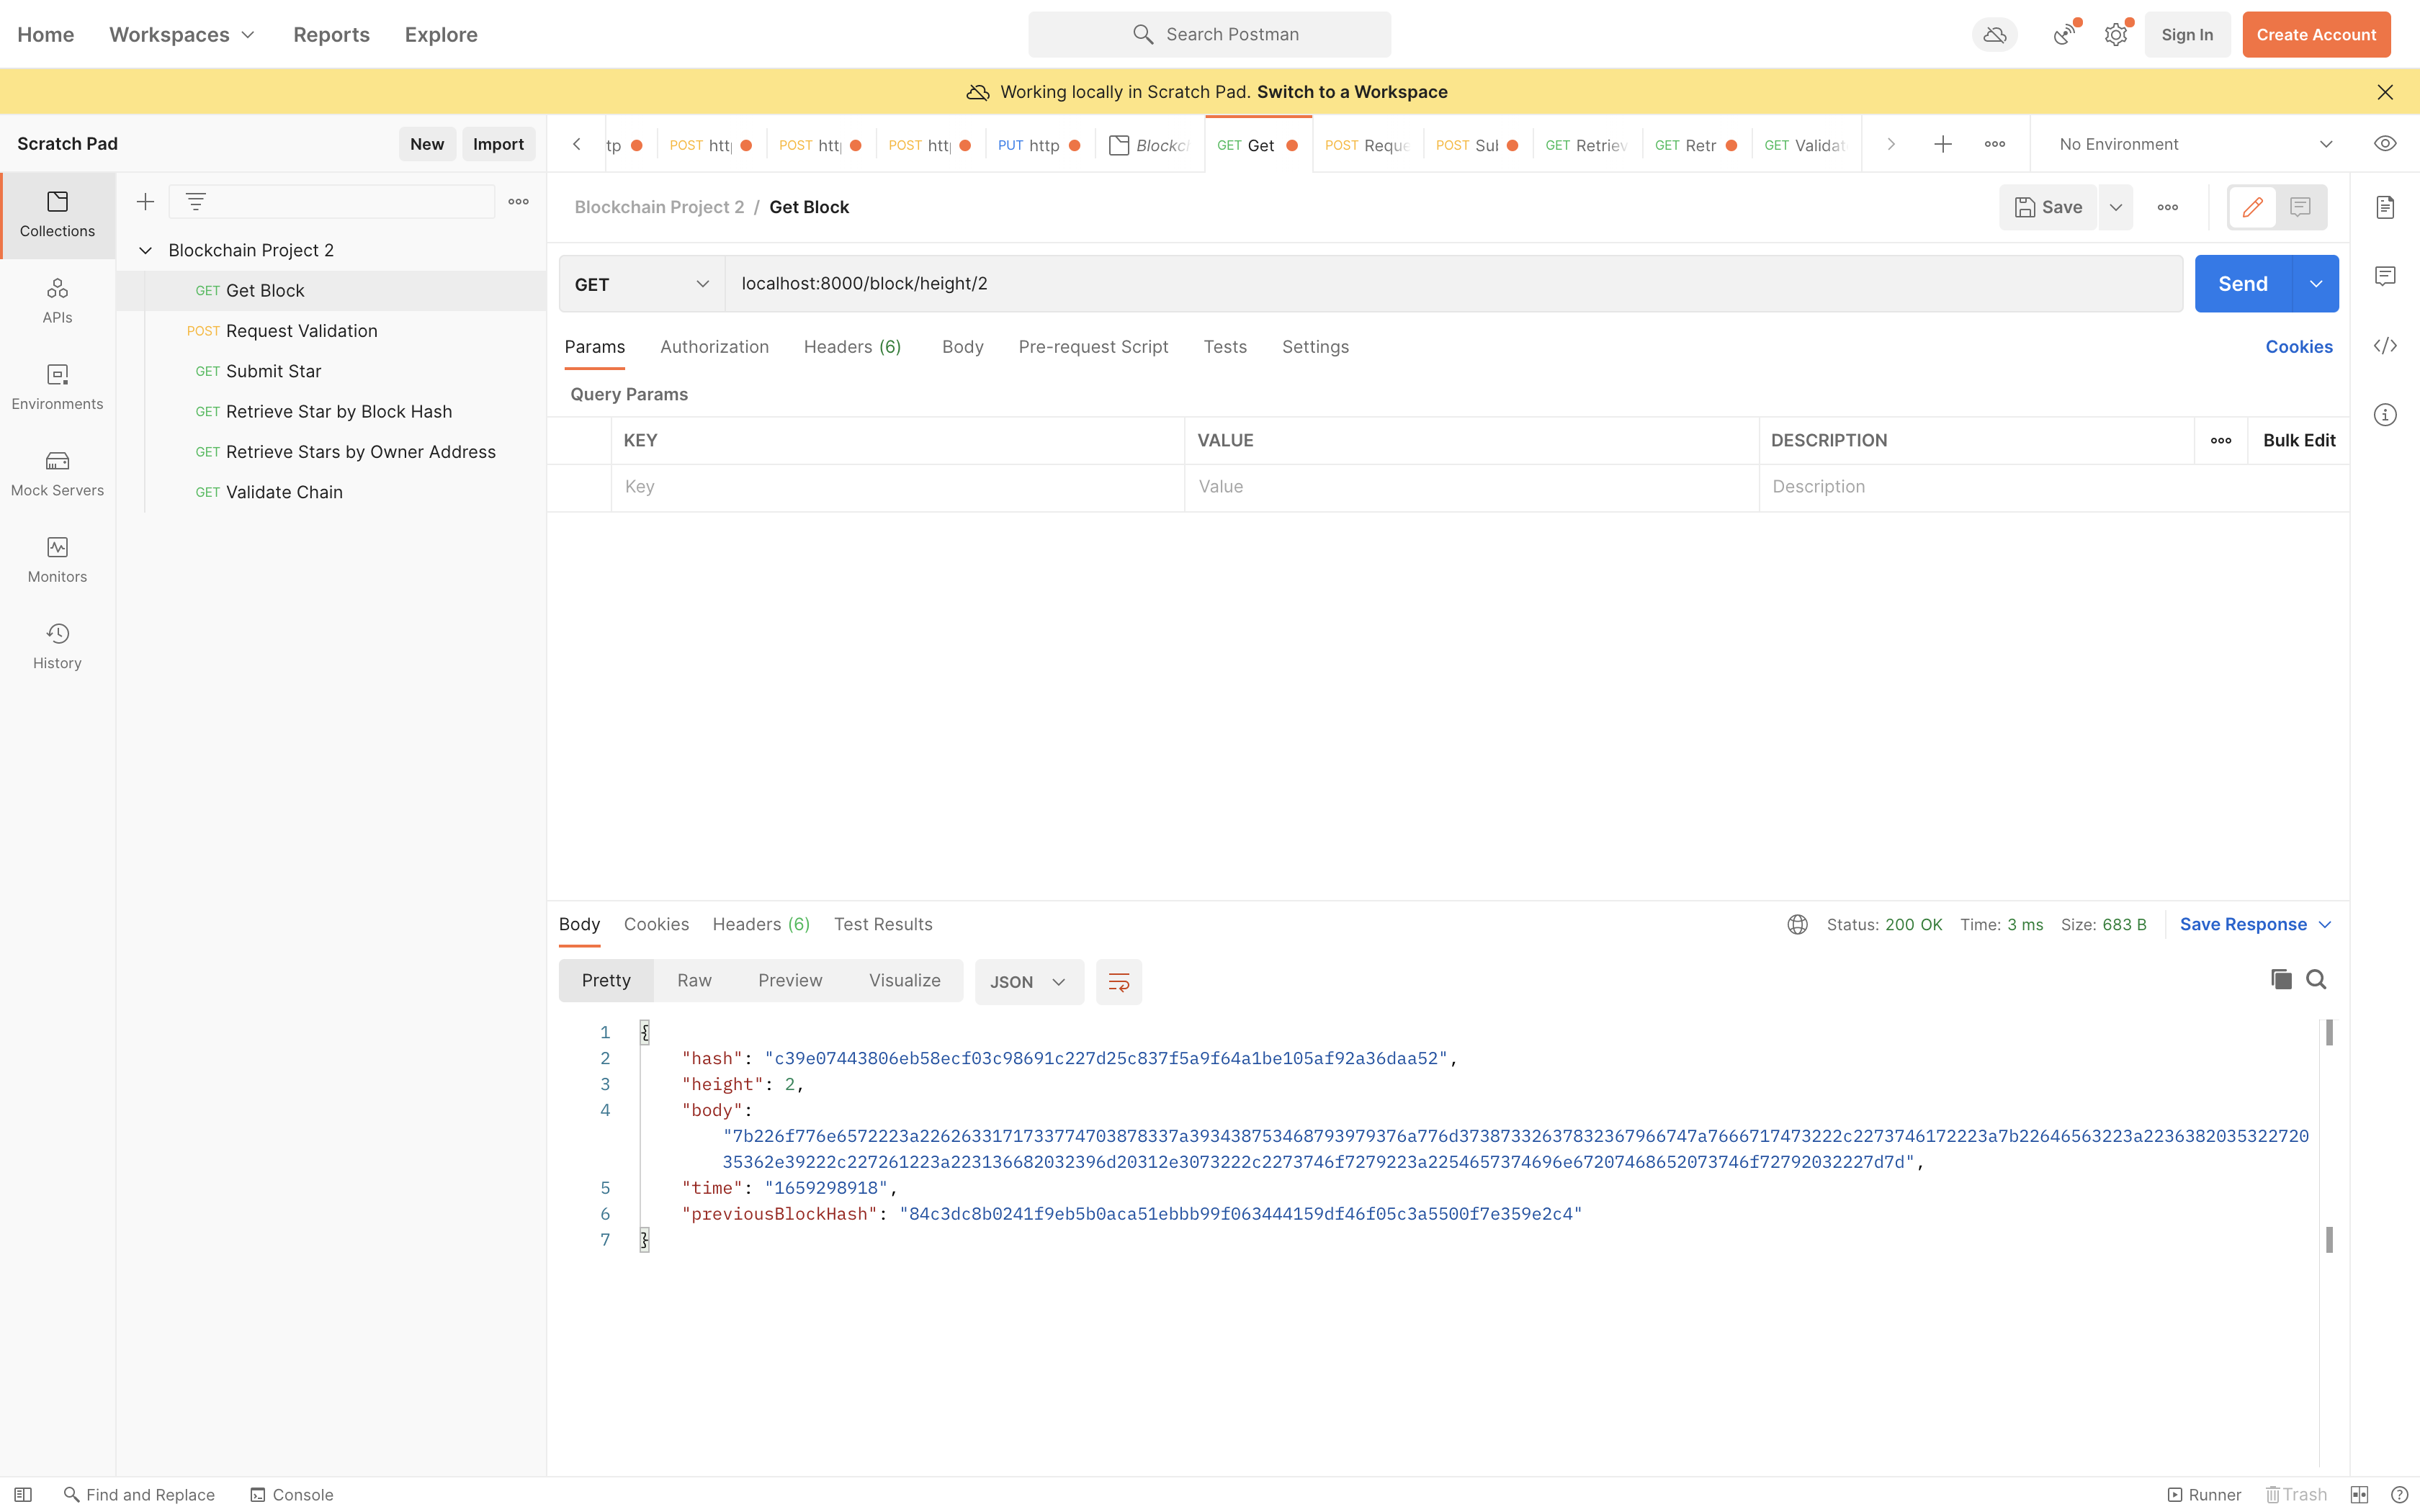 Home Workspaces Reports Explore Search Postman Sign In Create Account
Working locally in Scratch Pad. Switch to a Workspace
Scratch Pad New Import
tp POST htt POST htt POST htt PUT http Blockc GET Get POST Reque POST Sul GET Retriev GET Retr GET Validat No Environment
Collections
APIs
Environments
Mock Servers
Monitors
History
Blockchain Project 2
GET Get Block
POST Request Validation
GET Submit Star
GET Retrieve Star by Block Hash
GET Retrieve Stars by Owner Address
GET Validate Chain
Blockchain Project 2 / Get Block Save
GET localhost:8000/block/height/2 Send
Params Authorization Headers (6) Body Pre-request Script Tests Settings Cookies
Query Params
KEY VALUE DESCRIPTION Bulk Edit
Key Value Description
Body Cookies Headers (6) Test Results Status: 200 OK Time: 3 ms Size: 683 B Save Response
Pretty Raw Preview Visualize JSON
1 {
2 "hash": "c39e07443806eb58ecf03c98691c227d25c837f5a9f64a1be105af92a36daa52",
3 "height": 2,
4 "body":
"7b226f776e6572223a22626331717337747038783 37a393438753468793979376a776d373873326378323679 66747a7666717473222c2273746172223a7b22646563223a223638203532272​0
35362e39222c227261223a223136682032396d20312e3073222c2273746f7279223a2254657374696e67207468652073746f72792032227d7d",
5 "time": "1659298918",
6 "previousBlockHash": "84c3dc8b0241f9eb5b0aca51ebbb99f063444159df46f05c3a5500f7e359e2c4"
7 }
Find and Replace Console Runner Trash